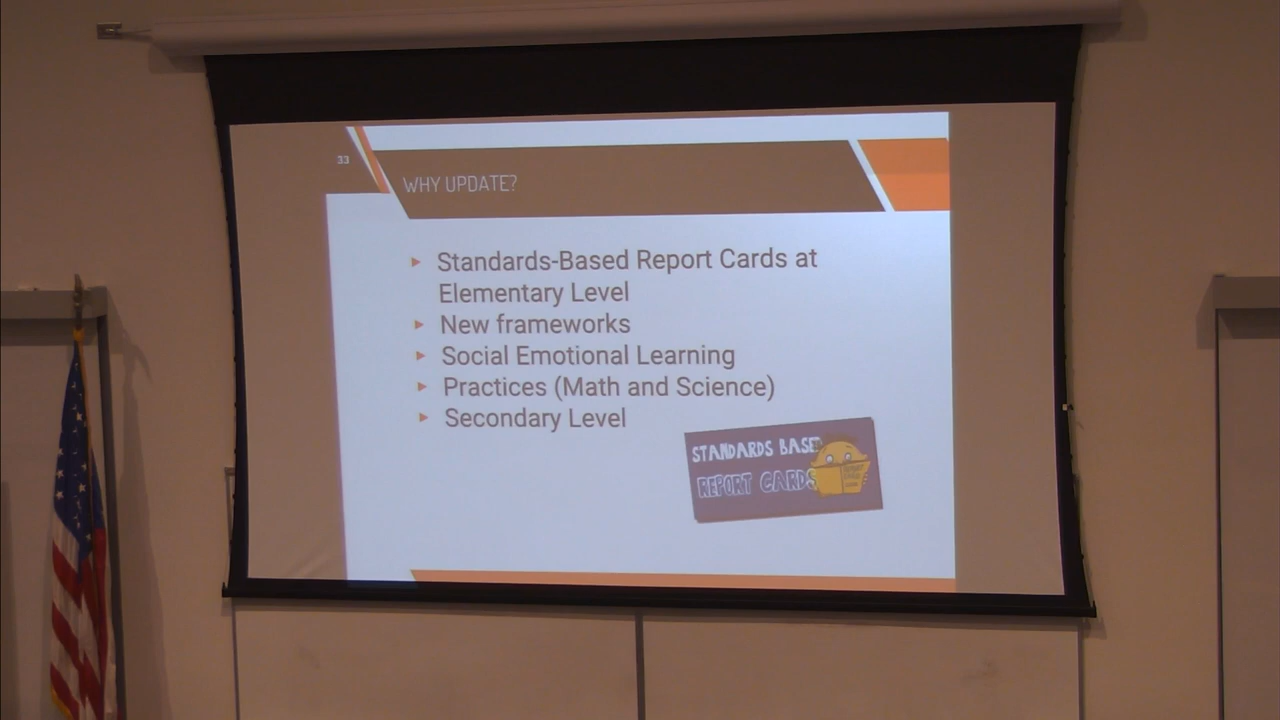 33
WHY UPDATE?
Standards-Based Report Cards at
Elementary Level
New frameworks
Social Emotional Learning
Practices (Math and Science)
Secondary Level
STANDARDS BASED
REPORT CARDS